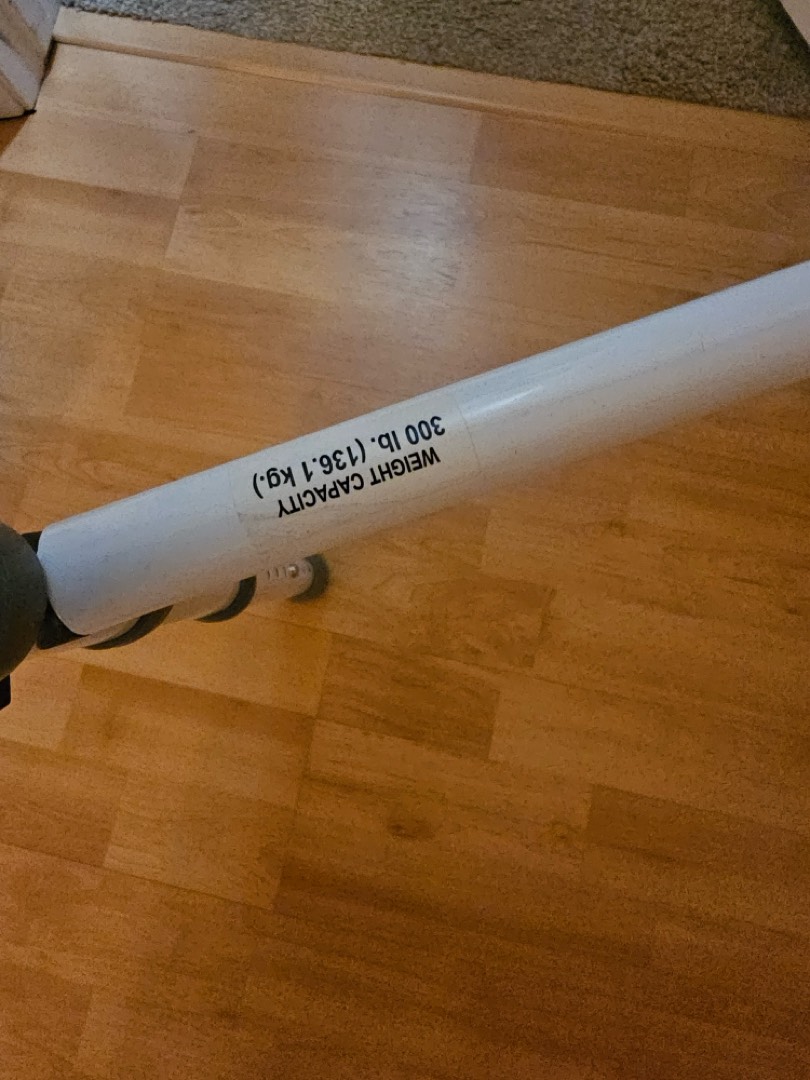 WEIGHT CAPACITY
300 lb. (136.1 kg.)